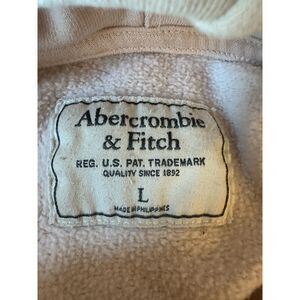 Abercrombie
& Fitch
REG. U.S. PAT. TRADEMARK
QUALITY SINCE 1892
L
MADE IN PHILIPPINES